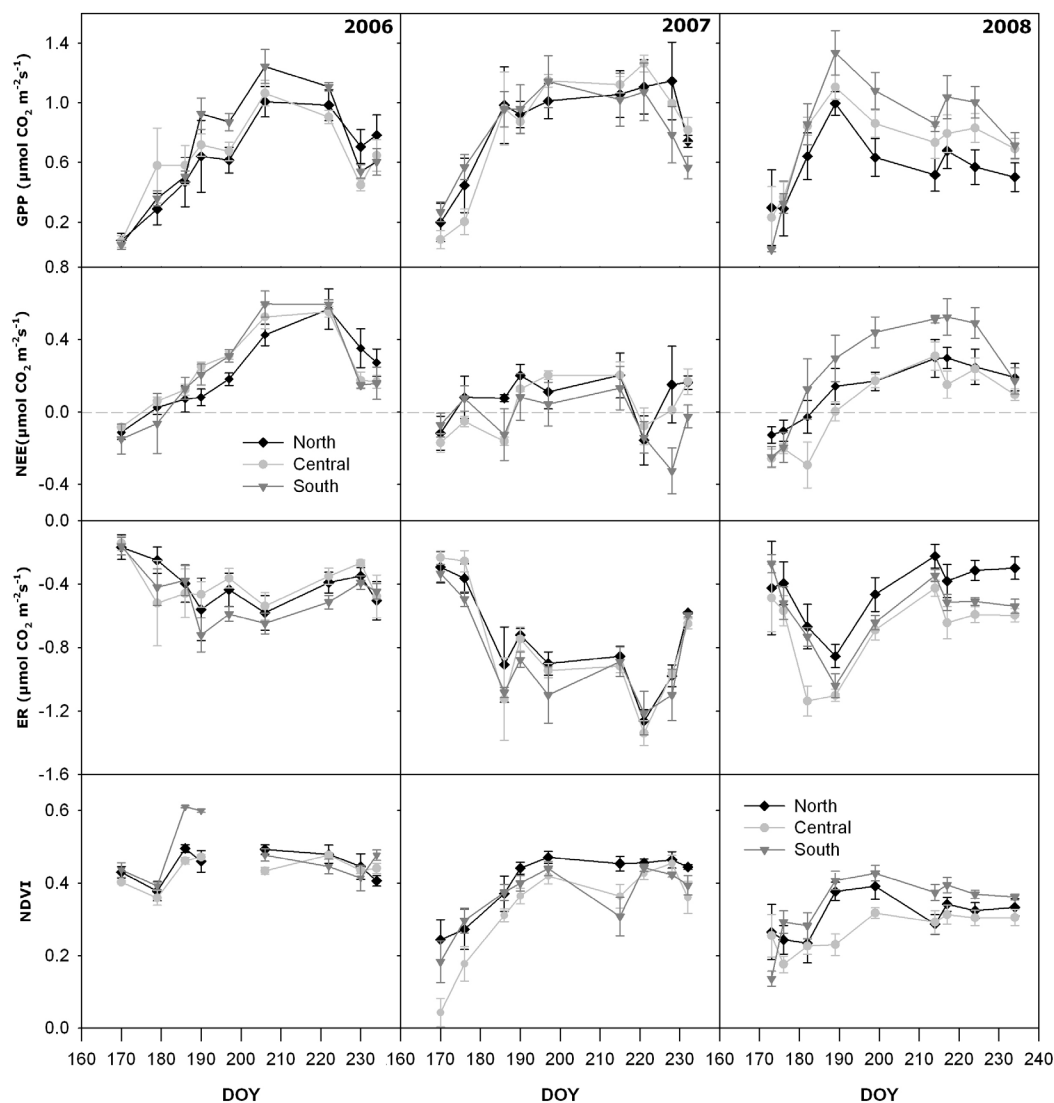 2006
2007
2008
GPP (µmol CO2 m-2s-1)
1.4
1.0
0.6
0.2
0.8
NEE(µmol CO2 m-2s-1)
0.4
0.0
-0.4
0.0
North
Central
South
ER (µmol CO2 m-2s-1)
-0.4
-0.8
-1.2
-1.6
NDVI
0.6
0.4
0.2
0.0
North
Central
South
160 170 180 190 200 210 220 230 160 170 180 190 200 210 220 230 160 170 180 190 200 210 220 230 240
DOY DOY DOY